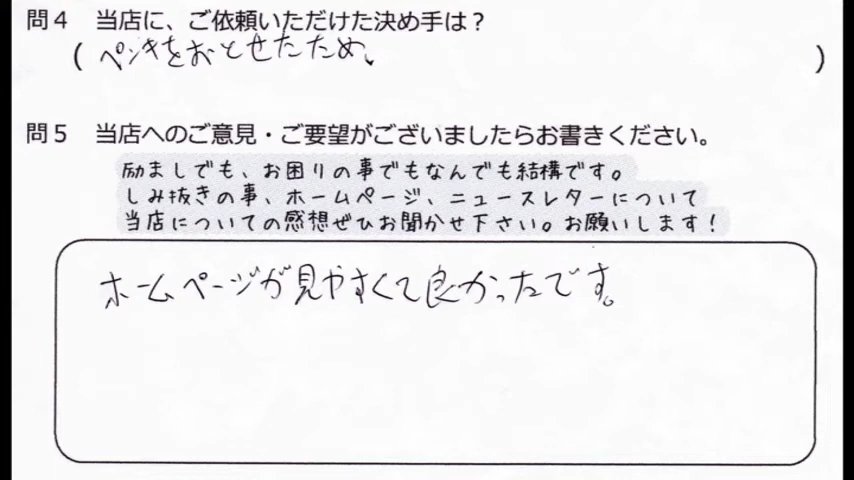 問4 当店に、ご依頼いただけた決め手は？
( ペンキをおとせたため、 )
問5 当店へのご意見・ご要望がございましたらお書きください。
励ましでも、お困りの事でもなんでも結構です。
しみ抜きの事、ホームページ、ニュースレターについて
当店についての感想ぜひお聞かせ下さい。お願いします！
ホームページが見やすくて良かったです。